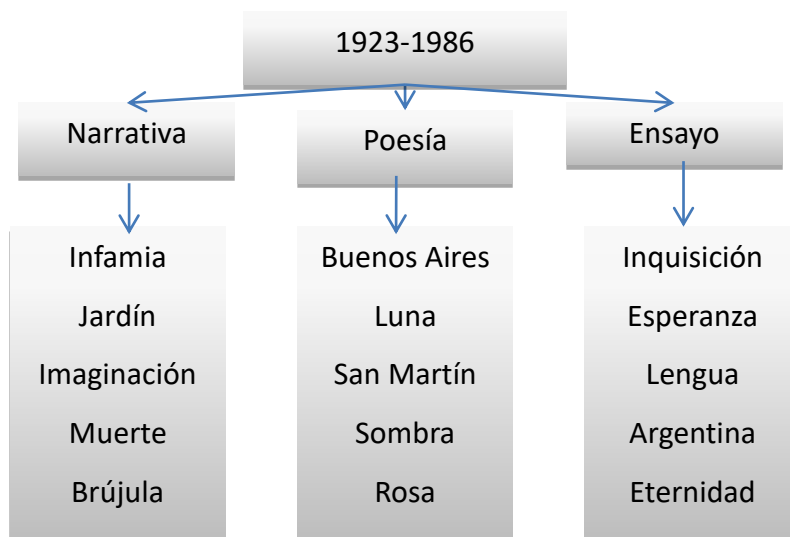 1923-1986
Narrativa
Poesía
Ensayo
Infamia
Jardín
Imaginación
Muerte
Brújula
Buenos Aires
Luna
San Martín
Sombra
Rosa
Inquisición
Esperanza
Lengua
Argentina
Eternidad